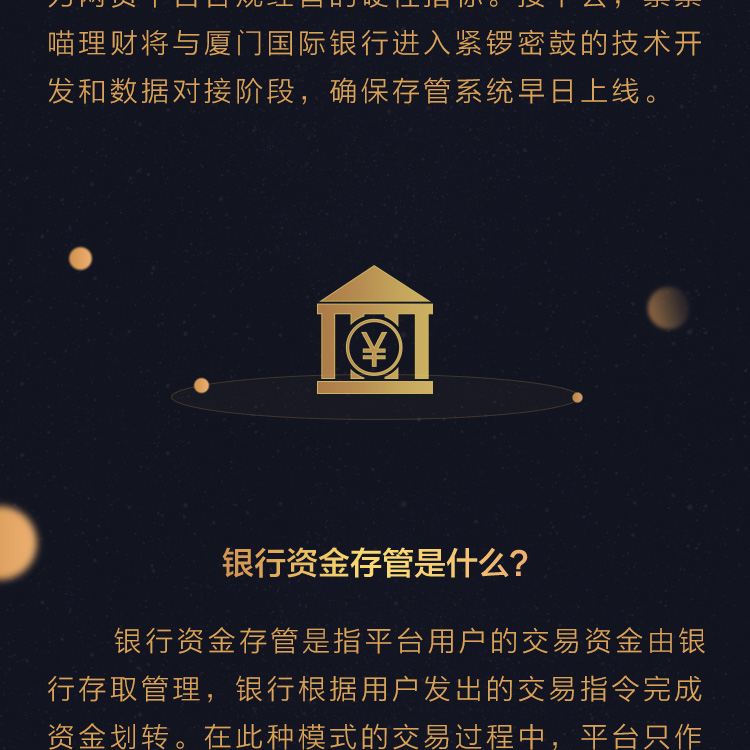 喵理财将与厦门国际银行进入紧锣密鼓的技术开
发和数据对接阶段，确保存管系统早日上线。
¥
银行资金存管是什么?
银行资金存管是指平台用户的交易资金由银
行存取管理，银行根据用户发出的交易指令完成
资金划转。在此种模式的交易过程中，平台只作